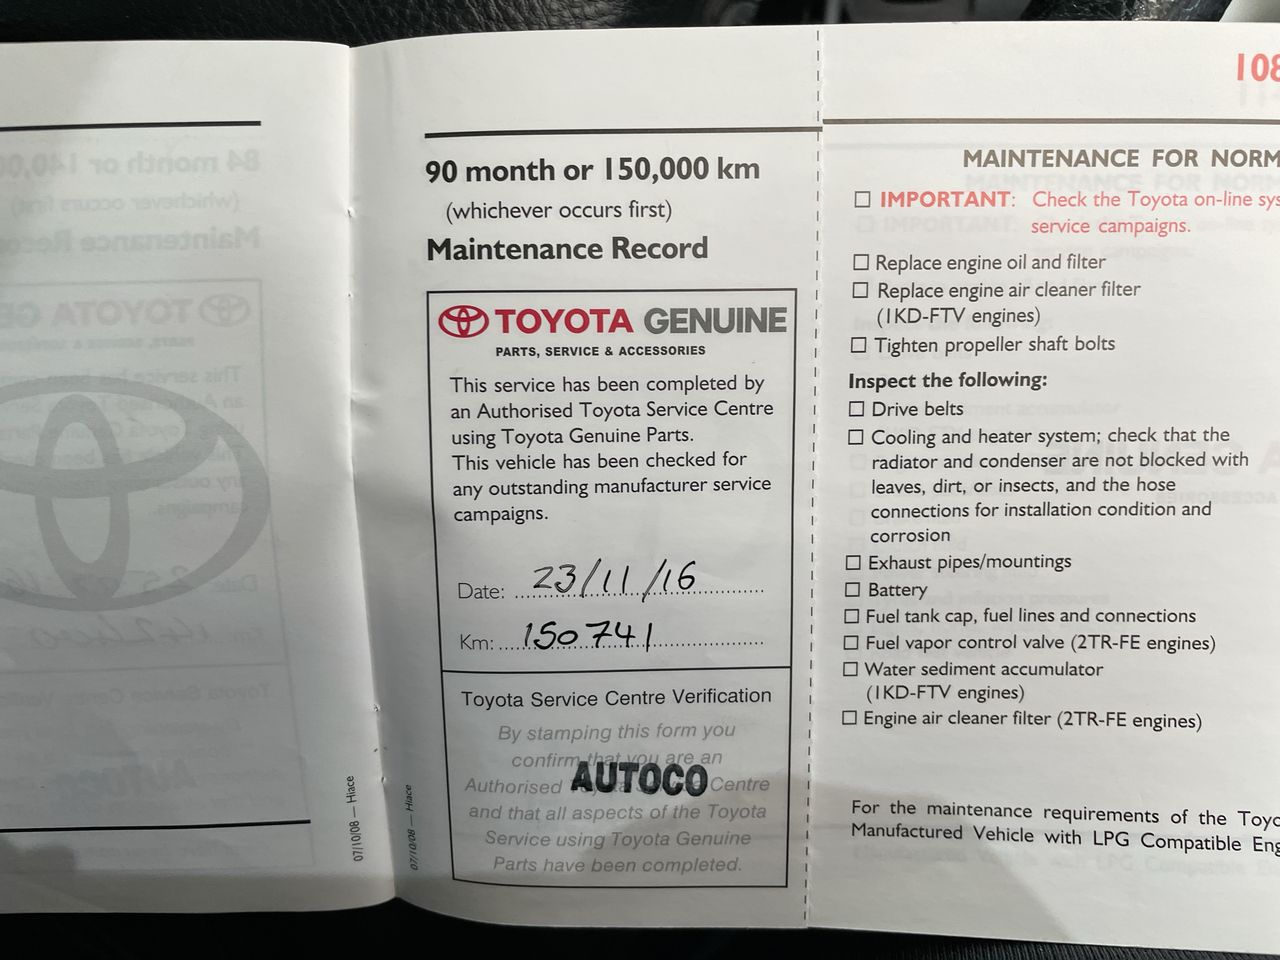 90 month or 150,000 km
(whichever occurs first)
Maintenance Record
TOYOTA GENUINE
PARTS, SERVICE & ACCESSORIES
This service has been completed by
an Authorised Toyota Service Centre
using Toyota Genuine Parts.
This vehicle has been checked for
any outstanding manufacturer service
campaigns.
Date: 23/11/16
Km: 150741
Toyota Service Centre Verification
By stamping this form you
confirm that you are an
Authorised Toyota Service Centre
and that all aspects of the Toyota
Service using Toyota Genuine
Parts have been completed.
AUTOCO
07/10/08 — Hiace
07/10/08 — Hiace
108
MAINTENANCE FOR NORM
☐ IMPORTANT: Check the Toyota on-line sys
service campaigns.
☐ Replace engine oil and filter
☐ Replace engine air cleaner filter
(1KD-FTV engines)
☐ Tighten propeller shaft bolts
Inspect the following:
☐ Drive belts
☐ Cooling and heater system; check that the
radiator and condenser are not blocked with
leaves, dirt, or insects, and the hose
connections for installation condition and
corrosion
☐ Exhaust pipes/mountings
☐ Battery
☐ Fuel tank cap, fuel lines and connections
☐ Fuel vapor control valve (2TR-FE engines)
☐ Water sediment accumulator
(1KD-FTV engines)
☐ Engine air cleaner filter (2TR-FE engines)
For the maintenance requirements of the Toyo
Manufactured Vehicle with LPG Compatible Eng